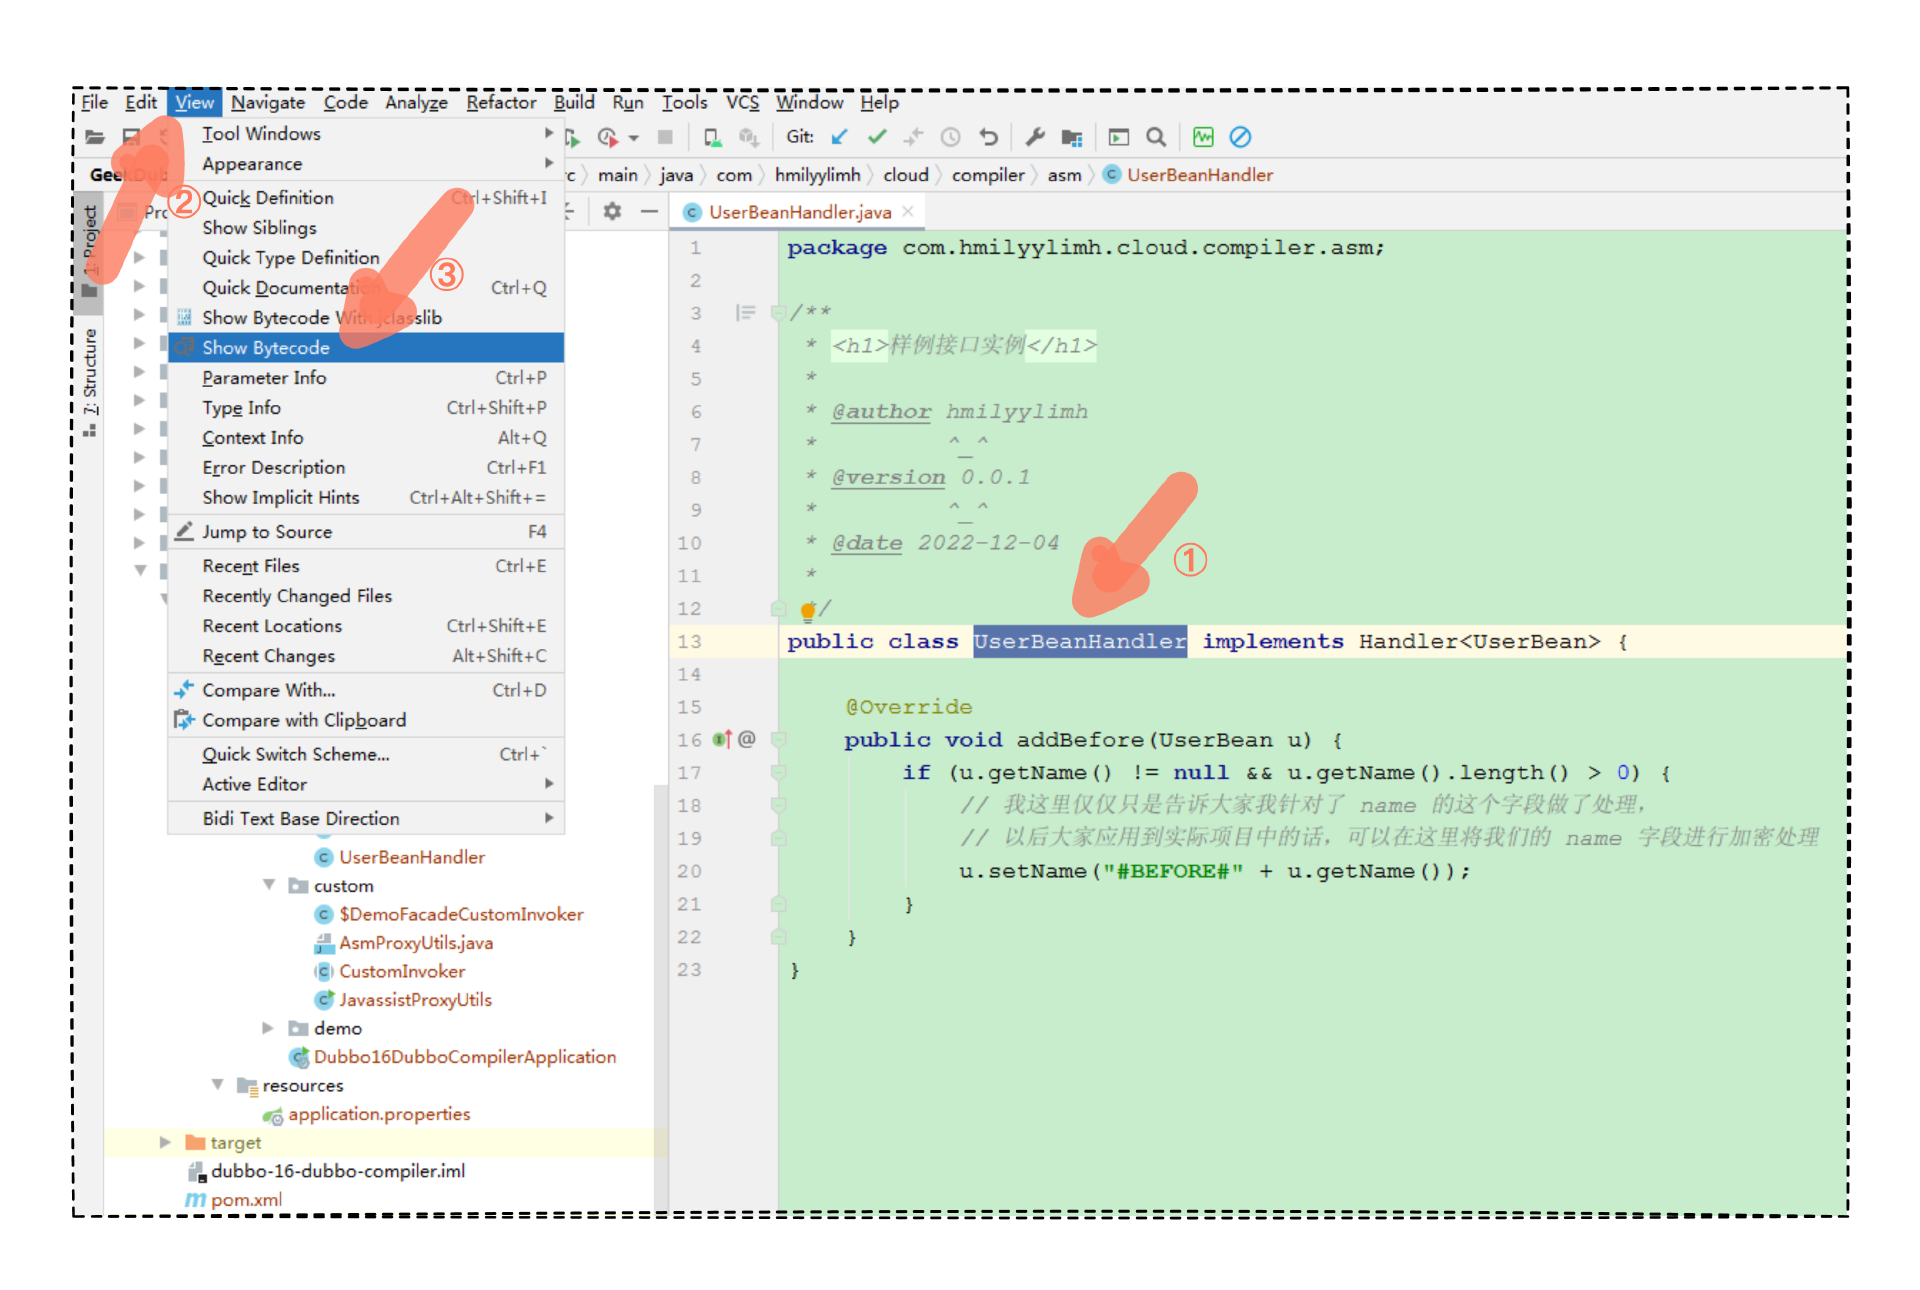 File Edit View Navigate Code Analyze Refactor Build Run Tools VCS Window Help
Git:
main java com hmilyylimh cloud compiler asm UserBeanHandler
1: Project
7: Structure
Tool Windows
Appearance
②
Quick Definition Ctrl+Shift+I
Show Siblings
Quick Type Definition
③
Quick Documentation Ctrl+Q
Show Bytecode With jclasslib
Show Bytecode
Parameter Info Ctrl+P
Type Info Ctrl+Shift+P
Context Info Alt+Q
Error Description Ctrl+F1
Show Implicit Hints Ctrl+Alt+Shift+=
Jump to Source F4
Recent Files Ctrl+E
Recently Changed Files
Recent Locations Ctrl+Shift+E
Recent Changes Alt+Shift+C
Compare With... Ctrl+D
Compare with Clipboard
Quick Switch Scheme... Ctrl+`
Active Editor
Bidi Text Base Direction
UserBeanHandler
custom
$DemoFacadeCustomInvoker
AsmProxyUtils.java
CustomInvoker
JavassistProxyUtils
demo
Dubbo16DubboCompilerApplication
resources
application.properties
target
dubbo-16-dubbo-compiler.iml
pom.xml
UserBeanHandler.java
1 package com.hmilyylimh.cloud.compiler.asm;
2
3 /**
4 * <h1>样例接口实例</h1>
5 *
6 * @author hmilyylimh
7 * ^_^
8 * @version 0.0.1
9 * ^_^
10 * @date 2022-12-04
11 *
①
12 */
13 public class UserBeanHandler implements Handler<UserBean> {
14
15 @Override
16 public void addBefore(UserBean u) {
17 if (u.getName() != null && u.getName().length() > 0) {
18 // 我这里仅仅只是告诉大家我针对了 name 的这个字段做了处理，
19 // 以后大家应用到实际项目中的话，可以在这里将我们的 name 字段进行加密处理
20 u.setName("#BEFORE#" + u.getName());
21 }
22 }
23 }